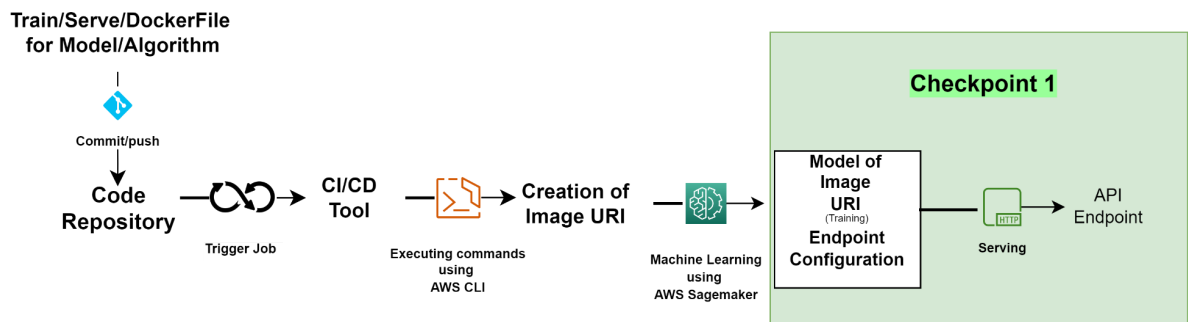 Train/Serve/DockerFile
for Model/Algorithm
Commit/push
Code
Repository
Trigger Job
CI/CD
Tool
Executing commands
using
AWS CLI
Creation of
Image URI
Machine Learning
using
AWS Sagemaker
Checkpoint 1
Model of
Image
URI
(Training)
Endpoint
Configuration
HTTP
Serving
API
Endpoint